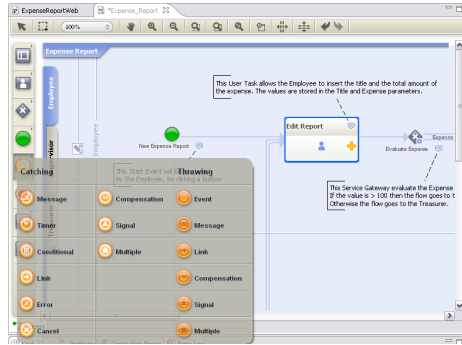 ExpenseReportWeb
*Expense_Report
100%
Expense Report
Employee
Supervisor
Treasurer
Employee
This User Task allows the Employee to insert the title and the total amount of
the expense. The values are stored in the Title and Expense parameters.
New Expense Report
Edit Report
Evaluate Expense
Expense
This Start Event will be
by the Employee, by clicking a button
This Service Gateway evaluate the Expense
If the value is > 100 then the flow goes to t
Otherwise the flow goes to the Treasurer.
Catching
Throwing
Message
Compensation
Event
Timer
Signal
Message
Conditional
Multiple
Link
Link
Compensation
Error
Signal
Cancel
Multiple